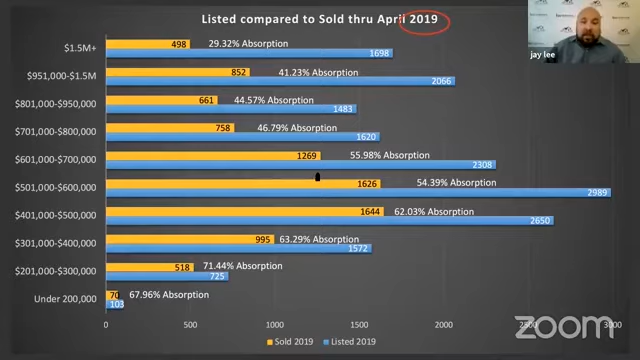 Listed compared to Sold thru April 2019
jay lee
$1.5M+
498
29.32% Absorption
1698
$951,000-$1.5M
852
41.23% Absorption
2066
$801,000-$950,000
661
44.57% Absorption
1483
$701,000-$800,000
758
46.79% Absorption
1620
$601,000-$700,000
1269
55.98% Absorption
2308
$501,000-$600,000
1626
54.39% Absorption
2989
$401,000-$500,000
1644
62.03% Absorption
2650
$301,000-$400,000
995
63.29% Absorption
1572
$201,000-$300,000
518
71.44% Absorption
725
Under 200,000
70
67.96% Absorption
103
0
500
1000
1500
2000
2500
3000
Sold 2019
Listed 2019
zoom